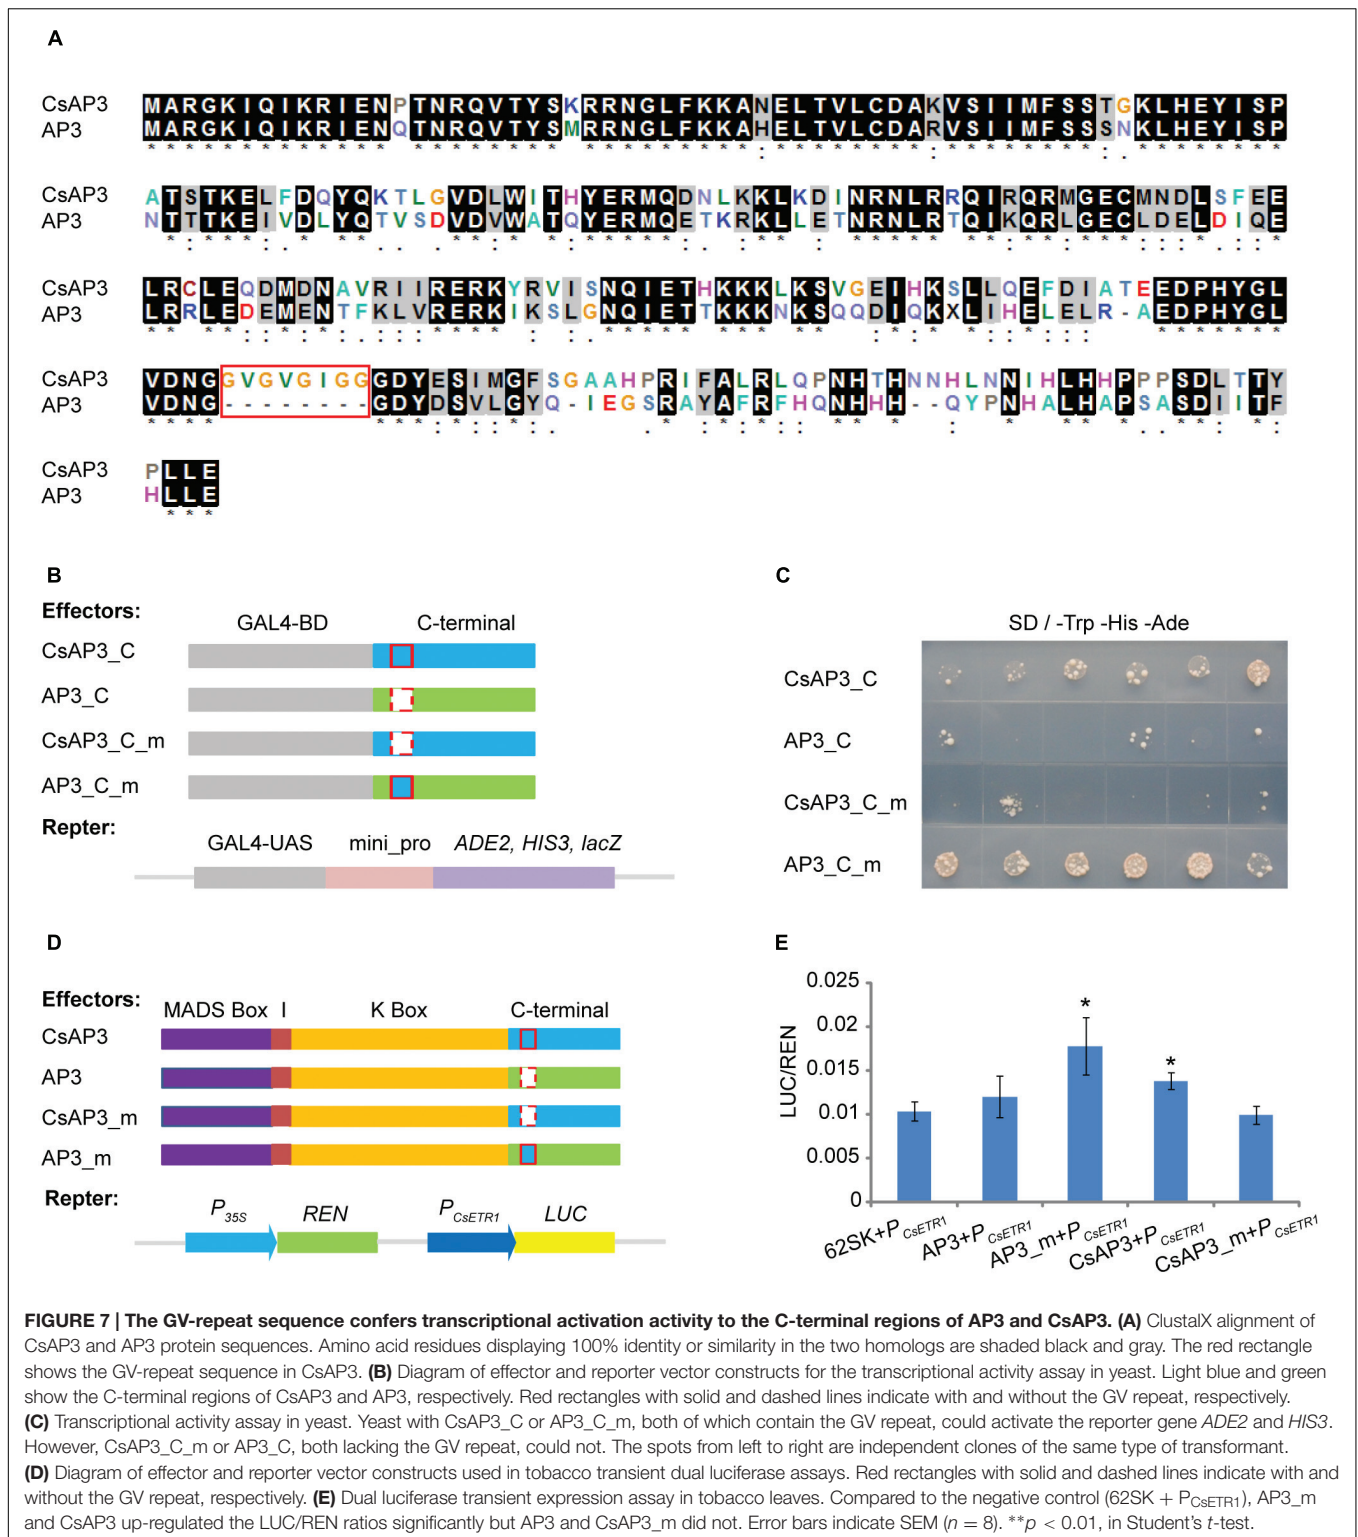 A
CsAP3 MARGKIQIKRIENPTNRQVTYSKRRNGLFKKANELTVLCDAKVSIIMFSSTGKLHEYISP
AP3 MARGKIQIKRIENQTNRQVTYSMRRNGLFKKAHELTVLCDARVSIIMFSSSNKLHEYISP
CsAP3 ATSTKELFDQYQKTLGVDLWITHYERMQDNLKKLKDINRNLRRQIRQRMGECMNDLSFEE
AP3 NTTTKEIVDLYQTVSDVDVWATQYERMQETKRKLLETNRNLRTQIKQRLGECLDELDIQE
CsAP3 LRCLEQDMDNAVRIIRERKYRVISNQIETHKKKLKSVGEIHKSLLQEFDIATEEDPHYGL
AP3 LRRLEDEMENTFKLVRERKIKSLGNQIETTKKKNKSQQDIQKXLIHELELR-AEDPHYGL
CsAP3 VDNGGVGVGIGGGDYESIMGFSGAAHPRIFALRLQPNHTHNNHLNNIHLHHPPPSDLTTY
AP3 VDNG--------GDYDSVLGYQ-IEGSRAYAFRFHQNHHH--QYPNHALHAPSASDIITF
CsAP3 PLLE
AP3 HLLE
B
Effectors:
GAL4-BD C-terminal
CsAP3_C
AP3_C
CsAP3_C_m
AP3_C_m
Repter:
GAL4-UAS mini_pro ADE2, HIS3, lacZ
C
SD / -Trp -His -Ade
CsAP3_C
AP3_C
CsAP3_C_m
AP3_C_m
D
Effectors:
MADS Box I K Box C-terminal
CsAP3
AP3
CsAP3_m
AP3_m
Repter:
P35S REN PCsETR1 LUC
E
LUC/REN
0.025
0.02
0.015
0.01
0.005
0
* *
62SK+PCsETR1
AP3+PCsETR1
AP3_m+PCsETR1
CsAP3+PCsETR1
CsAP3_m+PCsETR1
FIGURE 7 | The GV-repeat sequence confers transcriptional activation activity to the C-terminal regions of AP3 and CsAP3. (A) ClustalX alignment of
CsAP3 and AP3 protein sequences. Amino acid residues displaying 100% identity or similarity in the two homologs are shaded black and gray. The red rectangle
shows the GV-repeat sequence in CsAP3. (B) Diagram of effector and reporter vector constructs for the transcriptional activity assay in yeast. Light blue and green
show the C-terminal regions of CsAP3 and AP3, respectively. Red rectangles with solid and dashed lines indicate with and without the GV repeat, respectively.
(C) Transcriptional activity assay in yeast. Yeast with CsAP3_C or AP3_C_m, both of which contain the GV repeat, could activate the reporter gene ADE2 and HIS3.
However, CsAP3_C_m or AP3_C, both lacking the GV repeat, could not. The spots from left to right are independent clones of the same type of transformant.
(D) Diagram of effector and reporter vector constructs used in tobacco transient dual luciferase assays. Red rectangles with solid and dashed lines indicate with and
without the GV repeat, respectively. (E) Dual luciferase transient expression assay in tobacco leaves. Compared to the negative control (62SK + PCsETR1), AP3_m
and CsAP3 up-regulated the LUC/REN ratios significantly but AP3 and CsAP3_m did not. Error bars indicate SEM (n = 8). **p < 0.01, in Student's t-test.